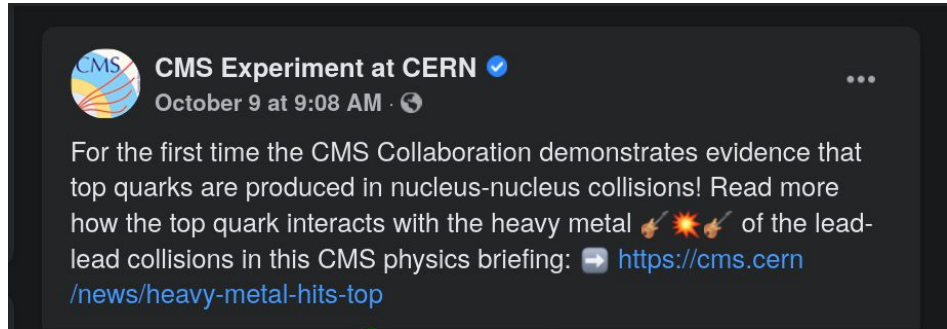 CMS
CMS Experiment at CERN
October 9 at 9:08 AM ·
For the first time the CMS Collaboration demonstrates evidence that
top quarks are produced in nucleus-nucleus collisions! Read more
how the top quark interacts with the heavy metal 🎸💥🎸 of the lead-
lead collisions in this CMS physics briefing: ➡️ https://cms.cern
/news/heavy-metal-hits-top